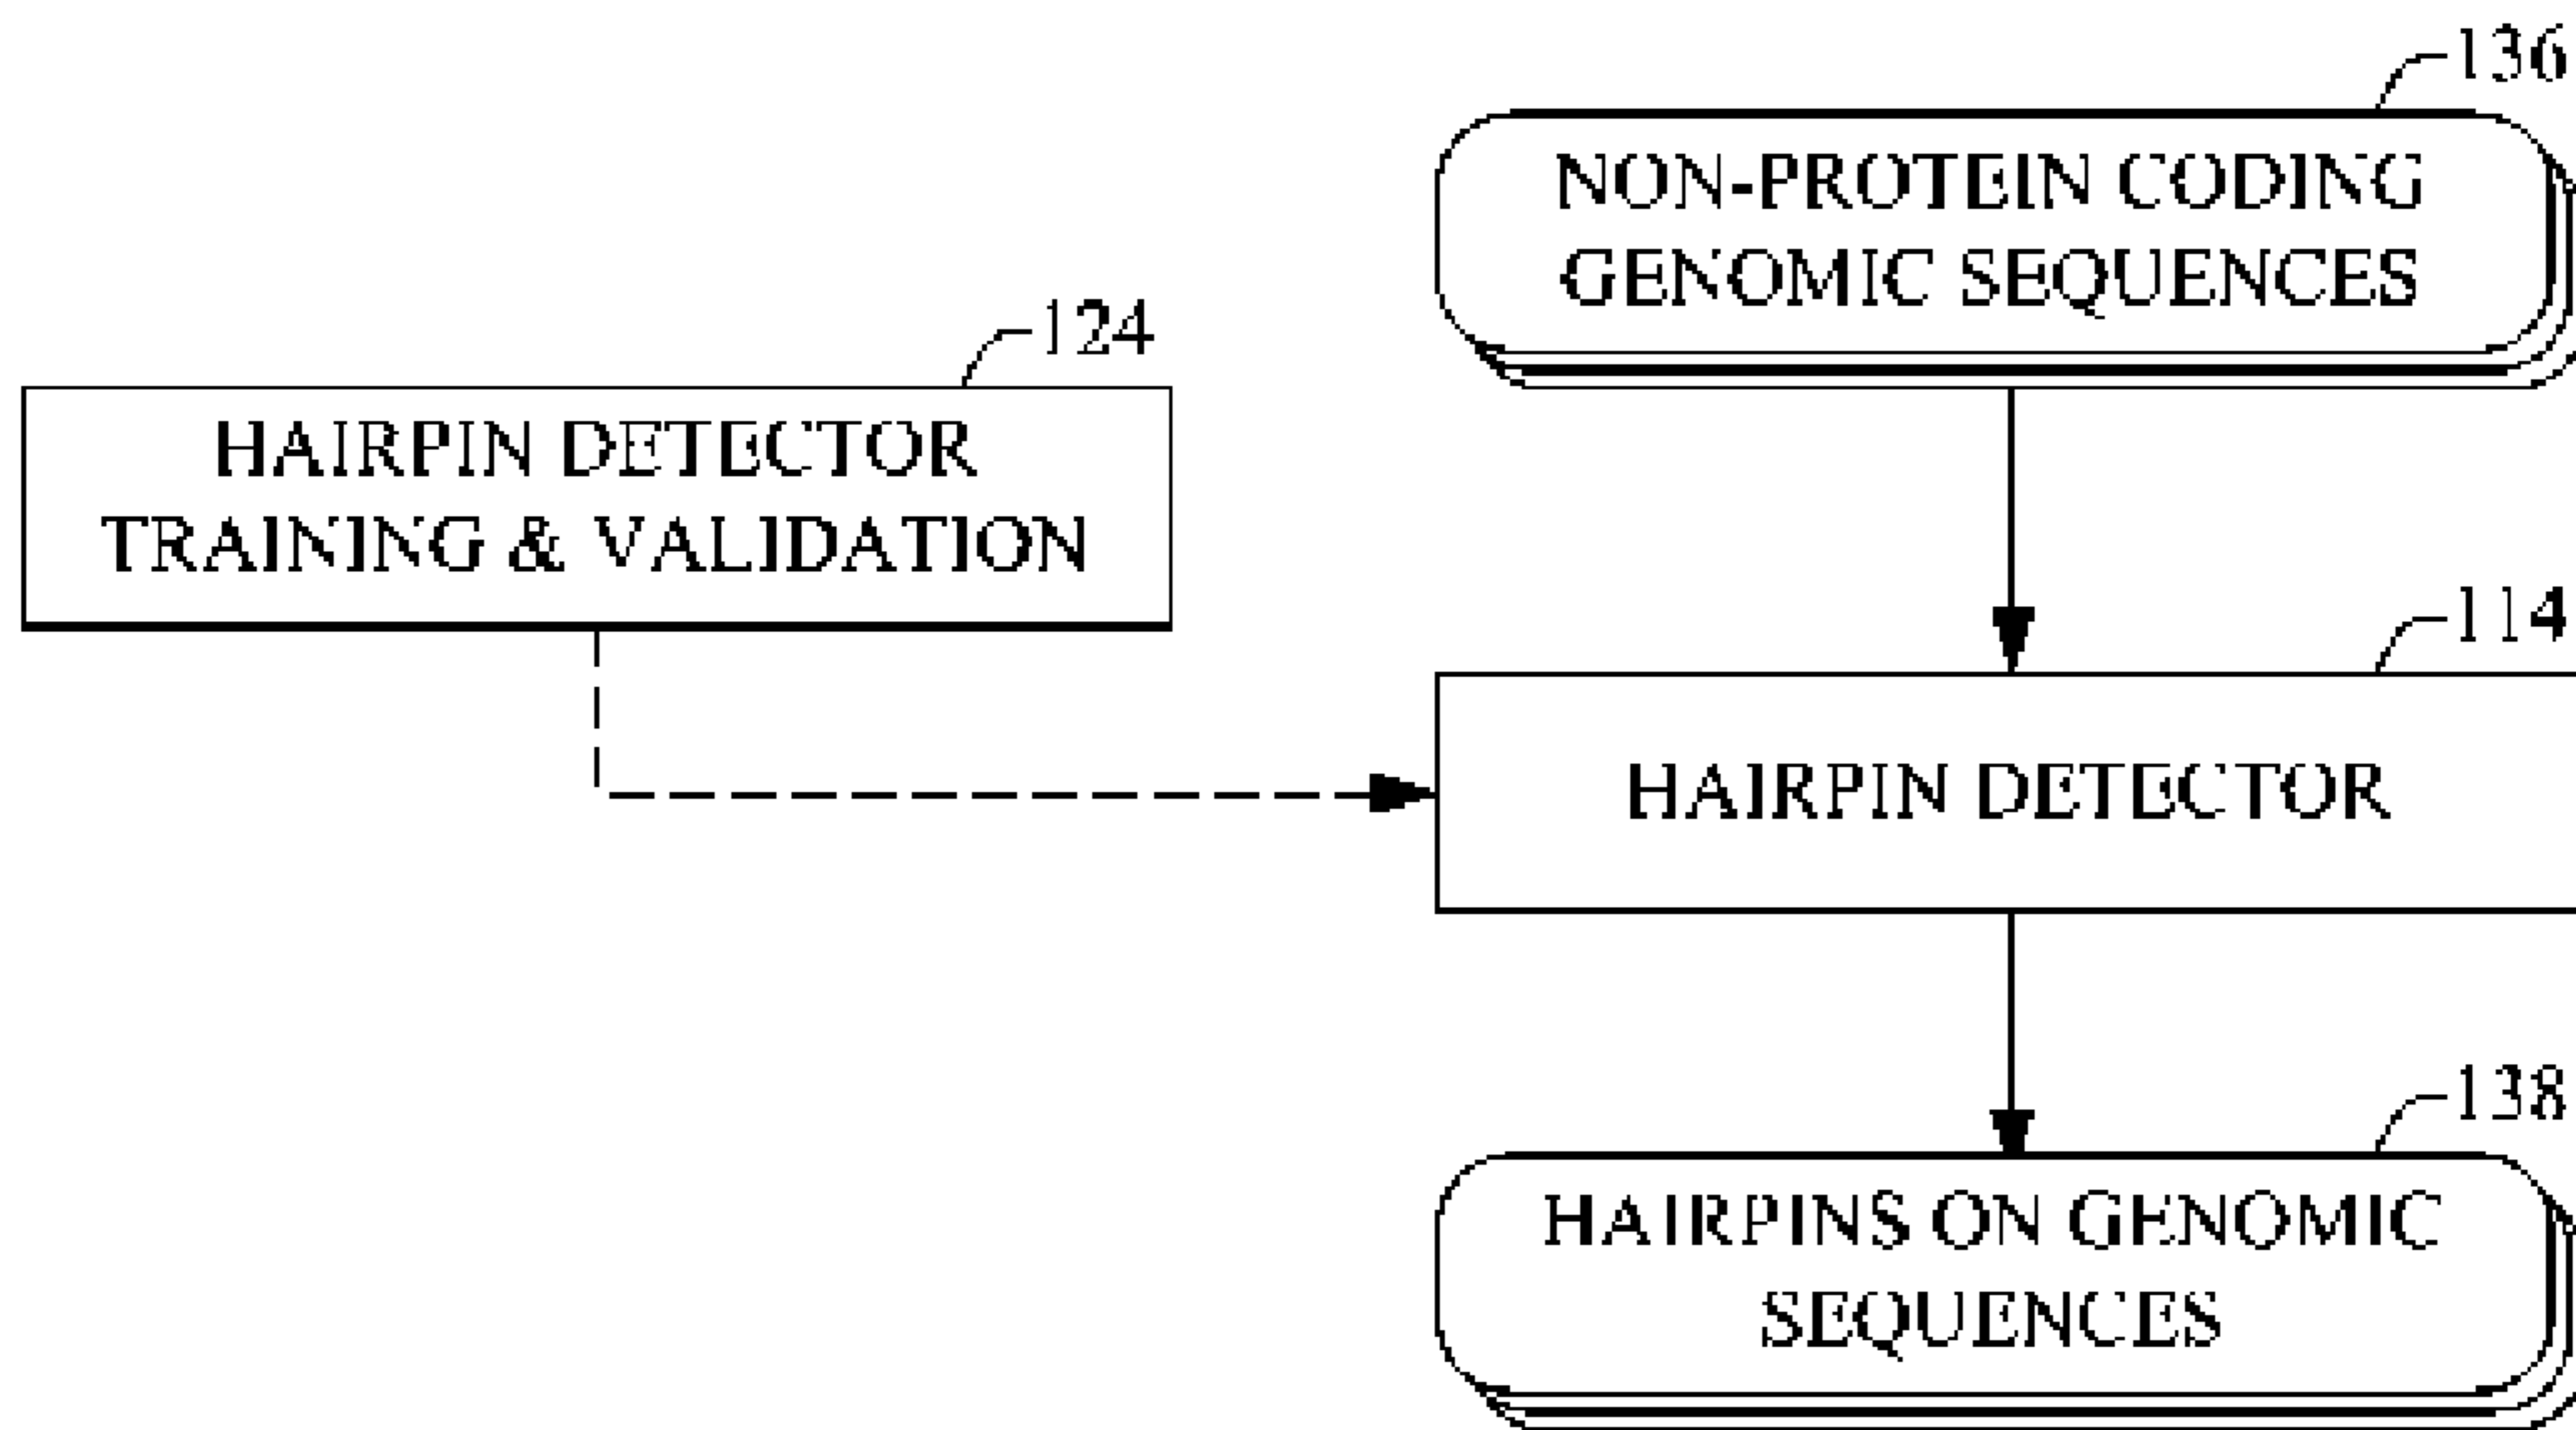 136
NON-PROTEIN CODING
GENOMIC SEQUENCES
124
HAIRPIN DETECTOR
TRAINING & VALIDATION
114
HAIRPIN DETECTOR
138
HAIRPINS ON GENOMIC
SEQUENCES